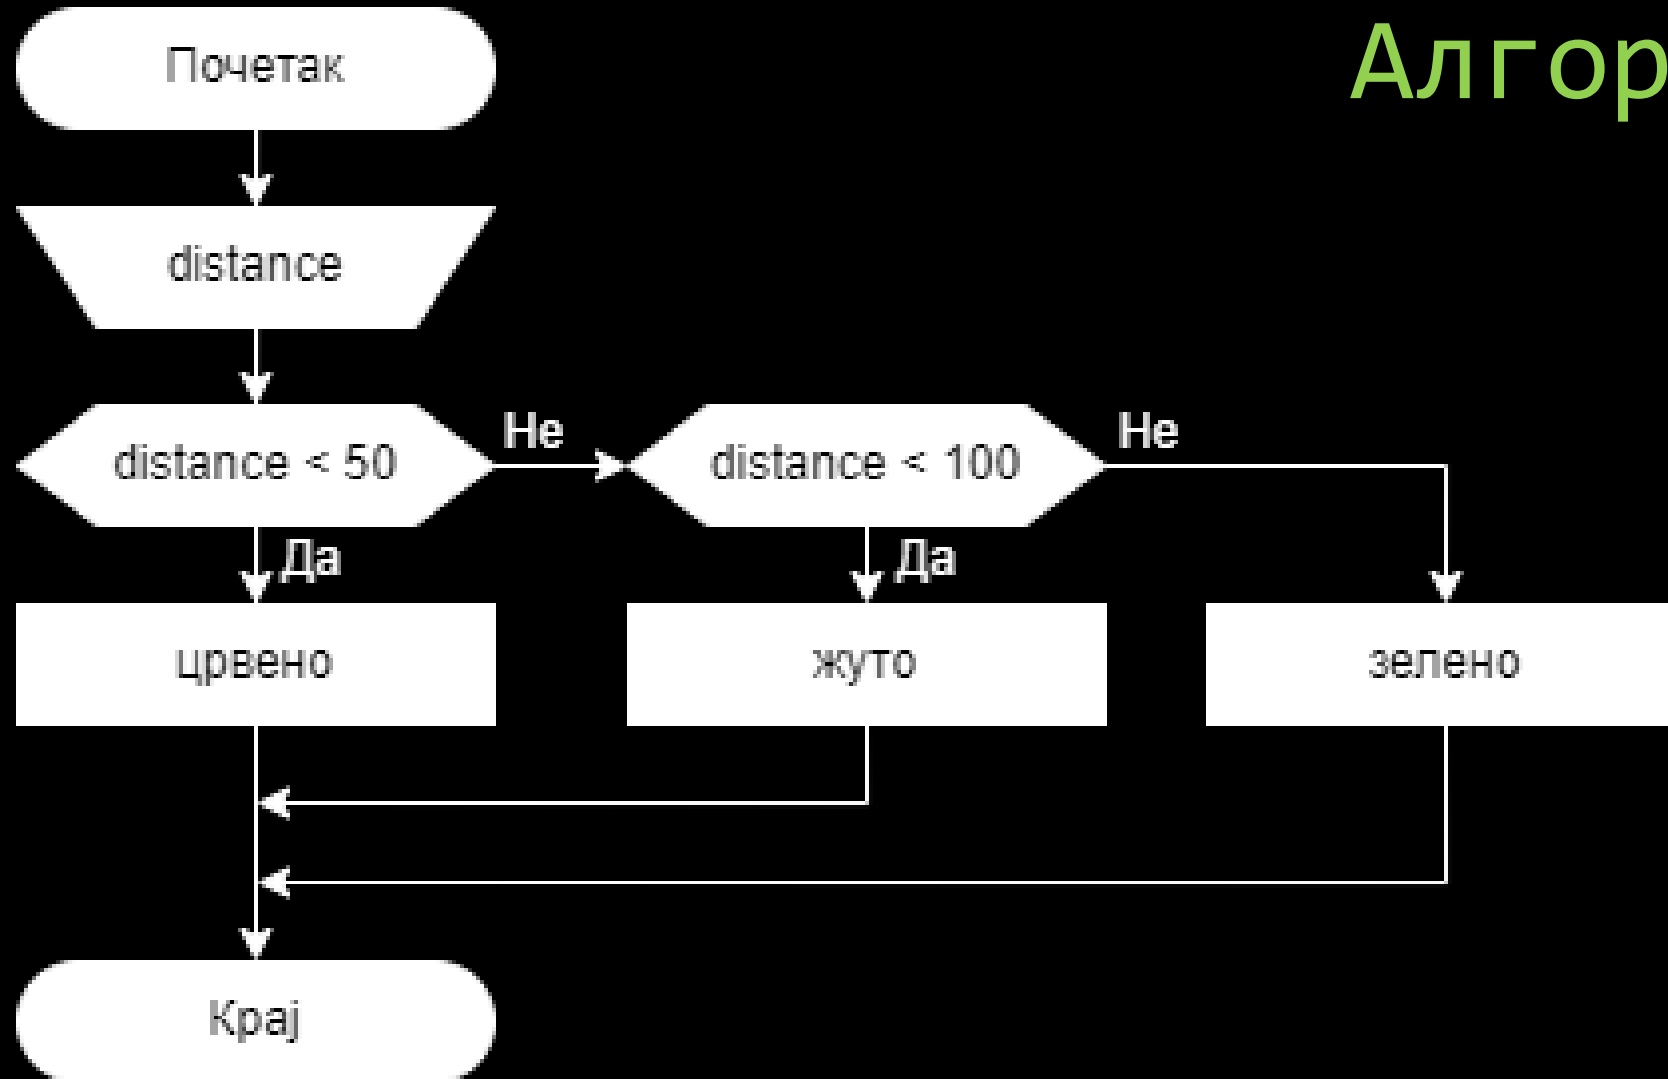 Алгор
Почетак
distance
distance < 50
Не
distance < 100
Не
Да
Да
црвено
жуто
зелено
Крај